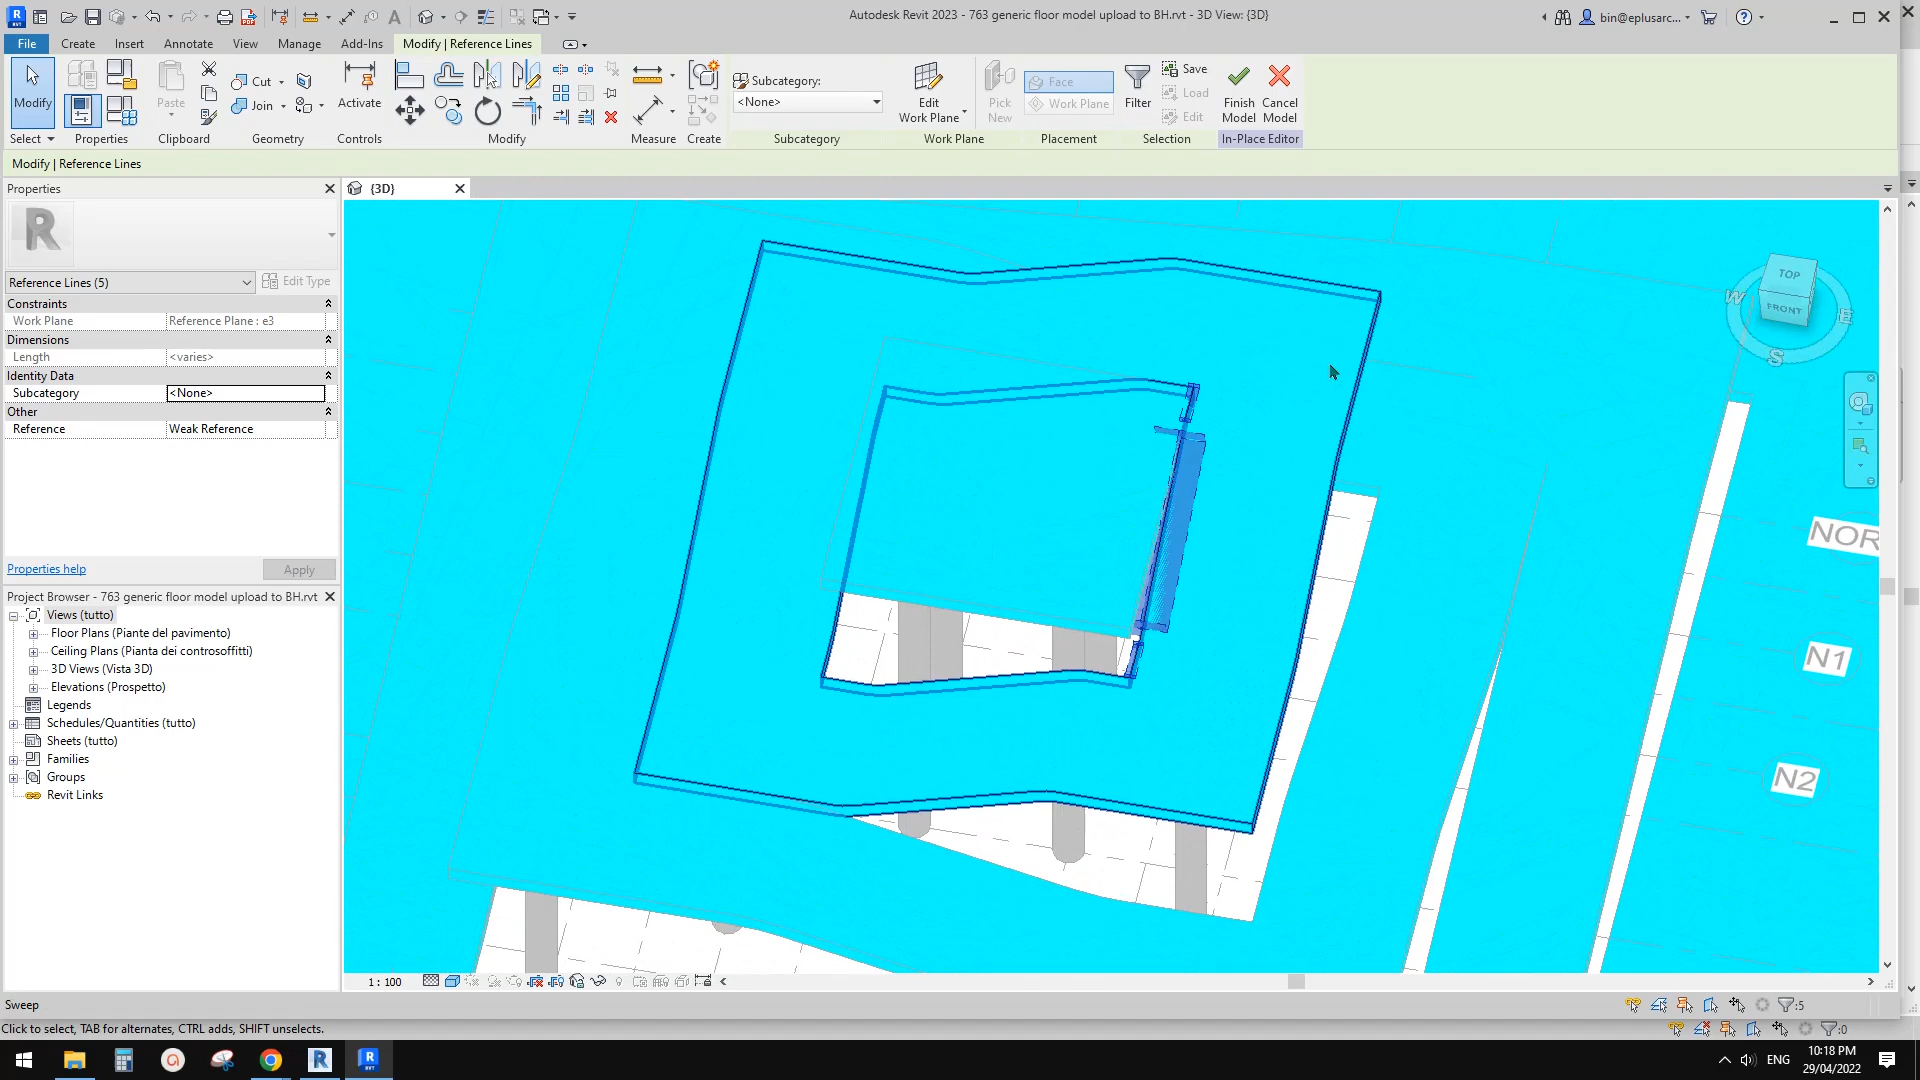 Autodesk Revit 2023 - 763 generic floor model upload to BH.rvt - 3D View: {3D}
bin@eplusarc...
File Create Insert Annotate View Manage Add-Ins Modify | Reference Lines
Modify Paste Cut Join Activate Subcategory: <None> Edit Work Plane Pick New Face Work Plane Filter Save Load Edit Finish Model Cancel Model
Select Properties Clipboard Geometry Controls Modify Measure Create Subcategory Work Plane Placement Selection In-Place Editor
Modify | Reference Lines
Properties
{3D}
R
Reference Lines (5) Edit Type
Constraints
Work Plane Reference Plane : e3
Dimensions
Length <varies>
Identity Data
Subcategory <None>
Other
Reference Weak Reference
Properties help Apply
Project Browser - 763 generic floor model upload to BH.rvt
Views (tutto)
Floor Plans (Piante del pavimento)
Ceiling Plans (Pianta dei controsoffitti)
3D Views (Vista 3D)
Elevations (Prospetto)
Legends
Schedules/Quantities (tutto)
Sheets (tutto)
Families
Groups
Revit Links
TOP
FRONT
W
E
S
NOR
N1
N2
1 : 100
Sweep
:5
Click to select, TAB for alternates, CTRL adds, SHIFT unselects.
:0
ENG
10:18 PM
29/04/2022